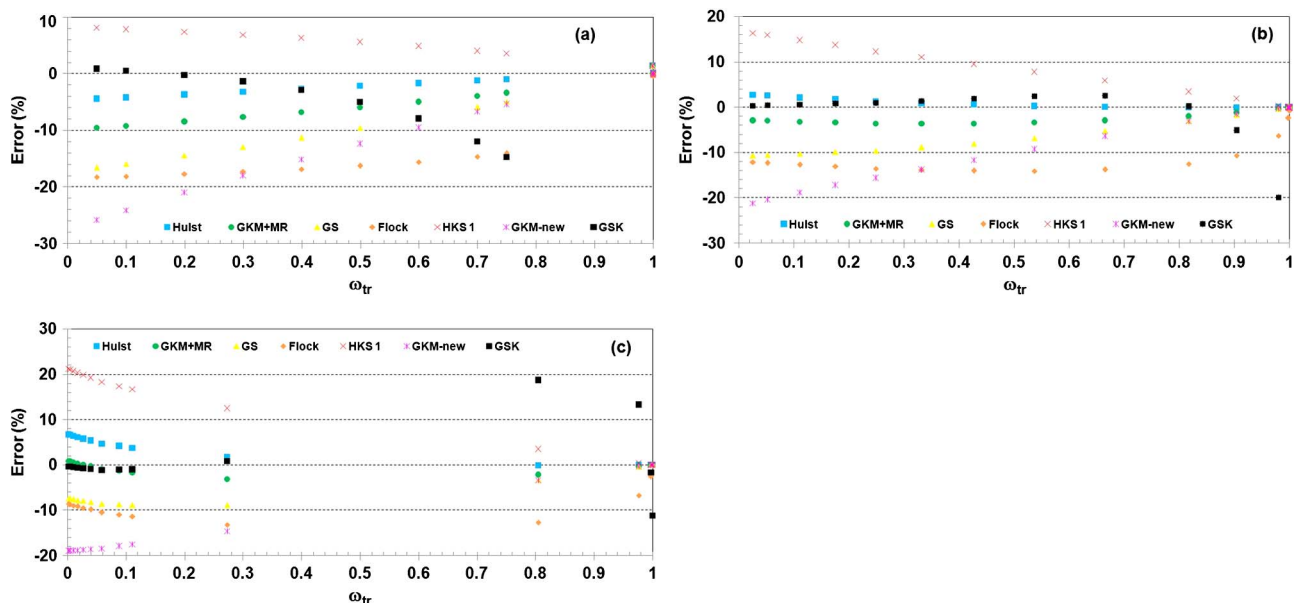 (a)
Error (%)
10
0
-10
-20
-30
Hulst GKM+MR GS Flock HKS 1 GKM-new GSK
0 0.1 0.2 0.3 0.4 0.5 0.6 0.7 0.8 0.9 1
ωtr
(b)
Error (%)
20
10
0
-10
-20
-30
Hulst GKM+MR GS Flock HKS 1 GKM-new GSK
0 0.1 0.2 0.3 0.4 0.5 0.6 0.7 0.8 0.9 1
ωtr
(c)
Error (%)
30
20
10
0
-10
-20
Hulst GKM+MR GS Flock HKS 1 GKM-new GSK
0 0.1 0.2 0.3 0.4 0.5 0.6 0.7 0.8 0.9 1
ωtr